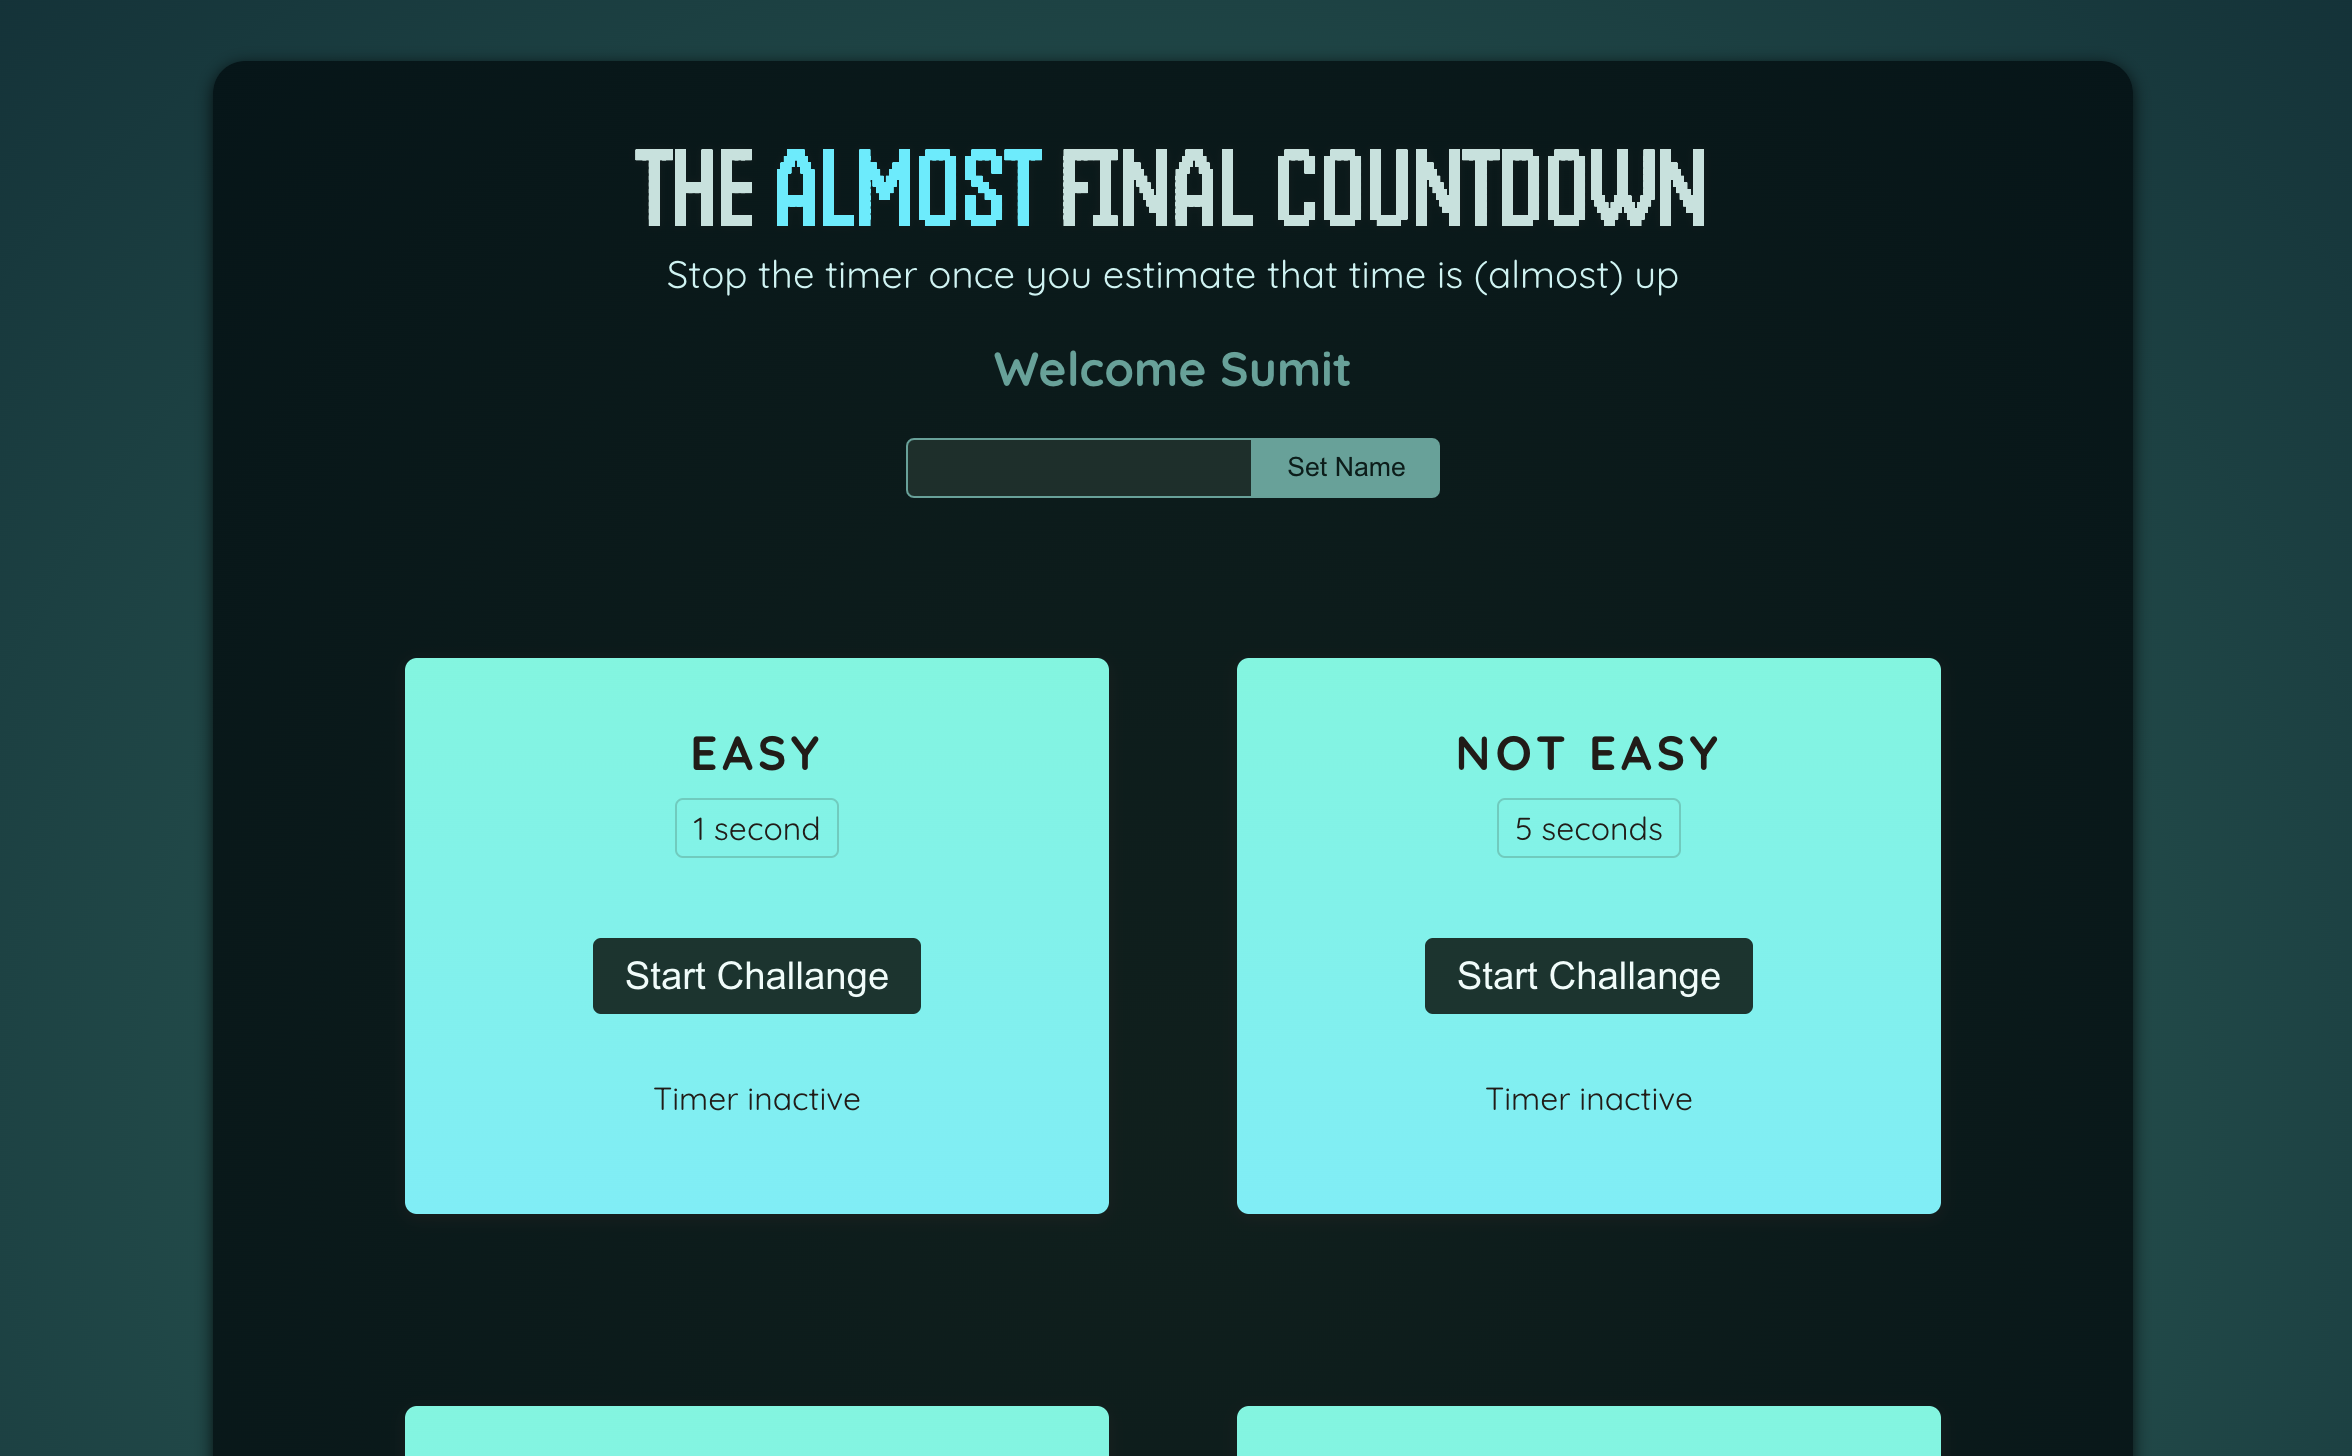 THE ALMOST FINAL COUNTDOWN
Stop the timer once you estimate that time is (almost) up
Welcome Sumit
Set Name
EASY
1 second
Start Challange
Timer inactive
NOT EASY
5 seconds
Start Challange
Timer inactive